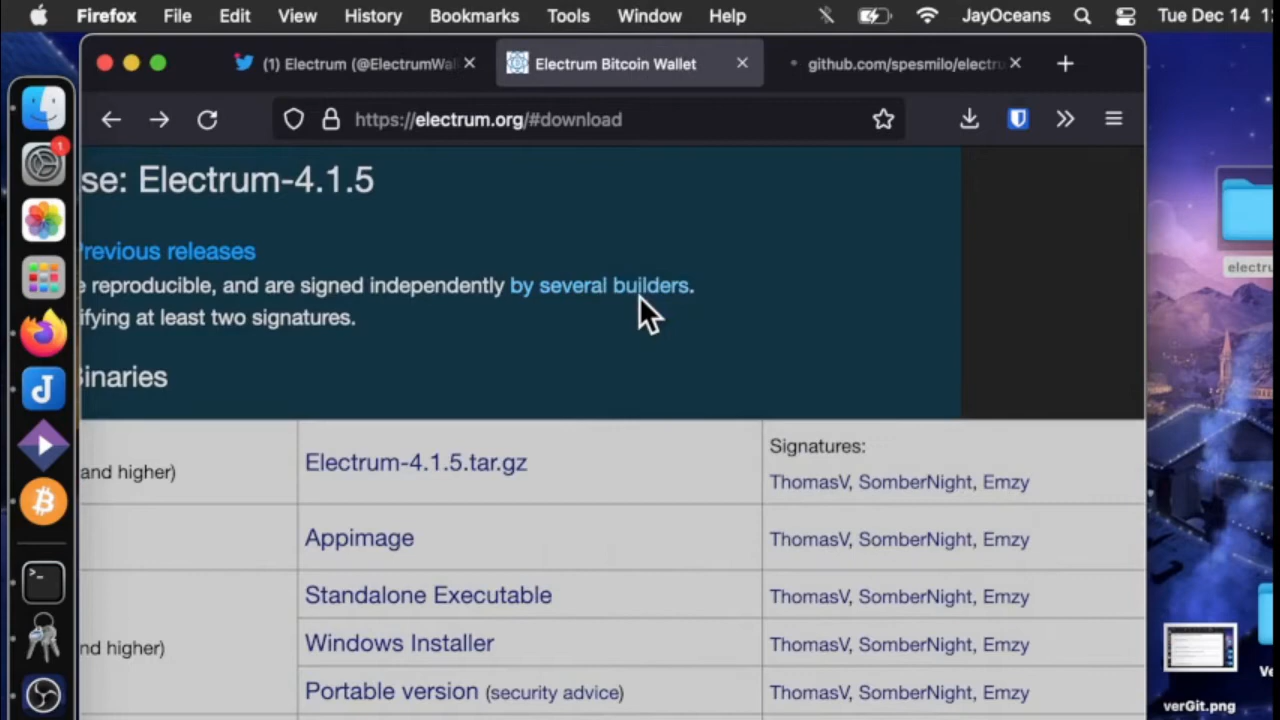 Firefox File Edit View History Bookmarks Tools Window Help JayOceans Tue Dec 14
(1) Electrum (@ElectrumWal Electrum Bitcoin Wallet github.com/spesmilo/electru
https://electrum.org/#download
se: Electrum-4.1.5
Previous releases
e reproducible, and are signed independently by several builders.
ifying at least two signatures.
Binaries
and higher) Electrum-4.1.5.tar.gz Signatures:
ThomasV, SomberNight, Emzy
Appimage ThomasV, SomberNight, Emzy
Standalone Executable ThomasV, SomberNight, Emzy
nd higher) Windows Installer ThomasV, SomberNight, Emzy
Portable version (security advice) ThomasV, SomberNight, Emzy
electru
verGit.png
Ve
1